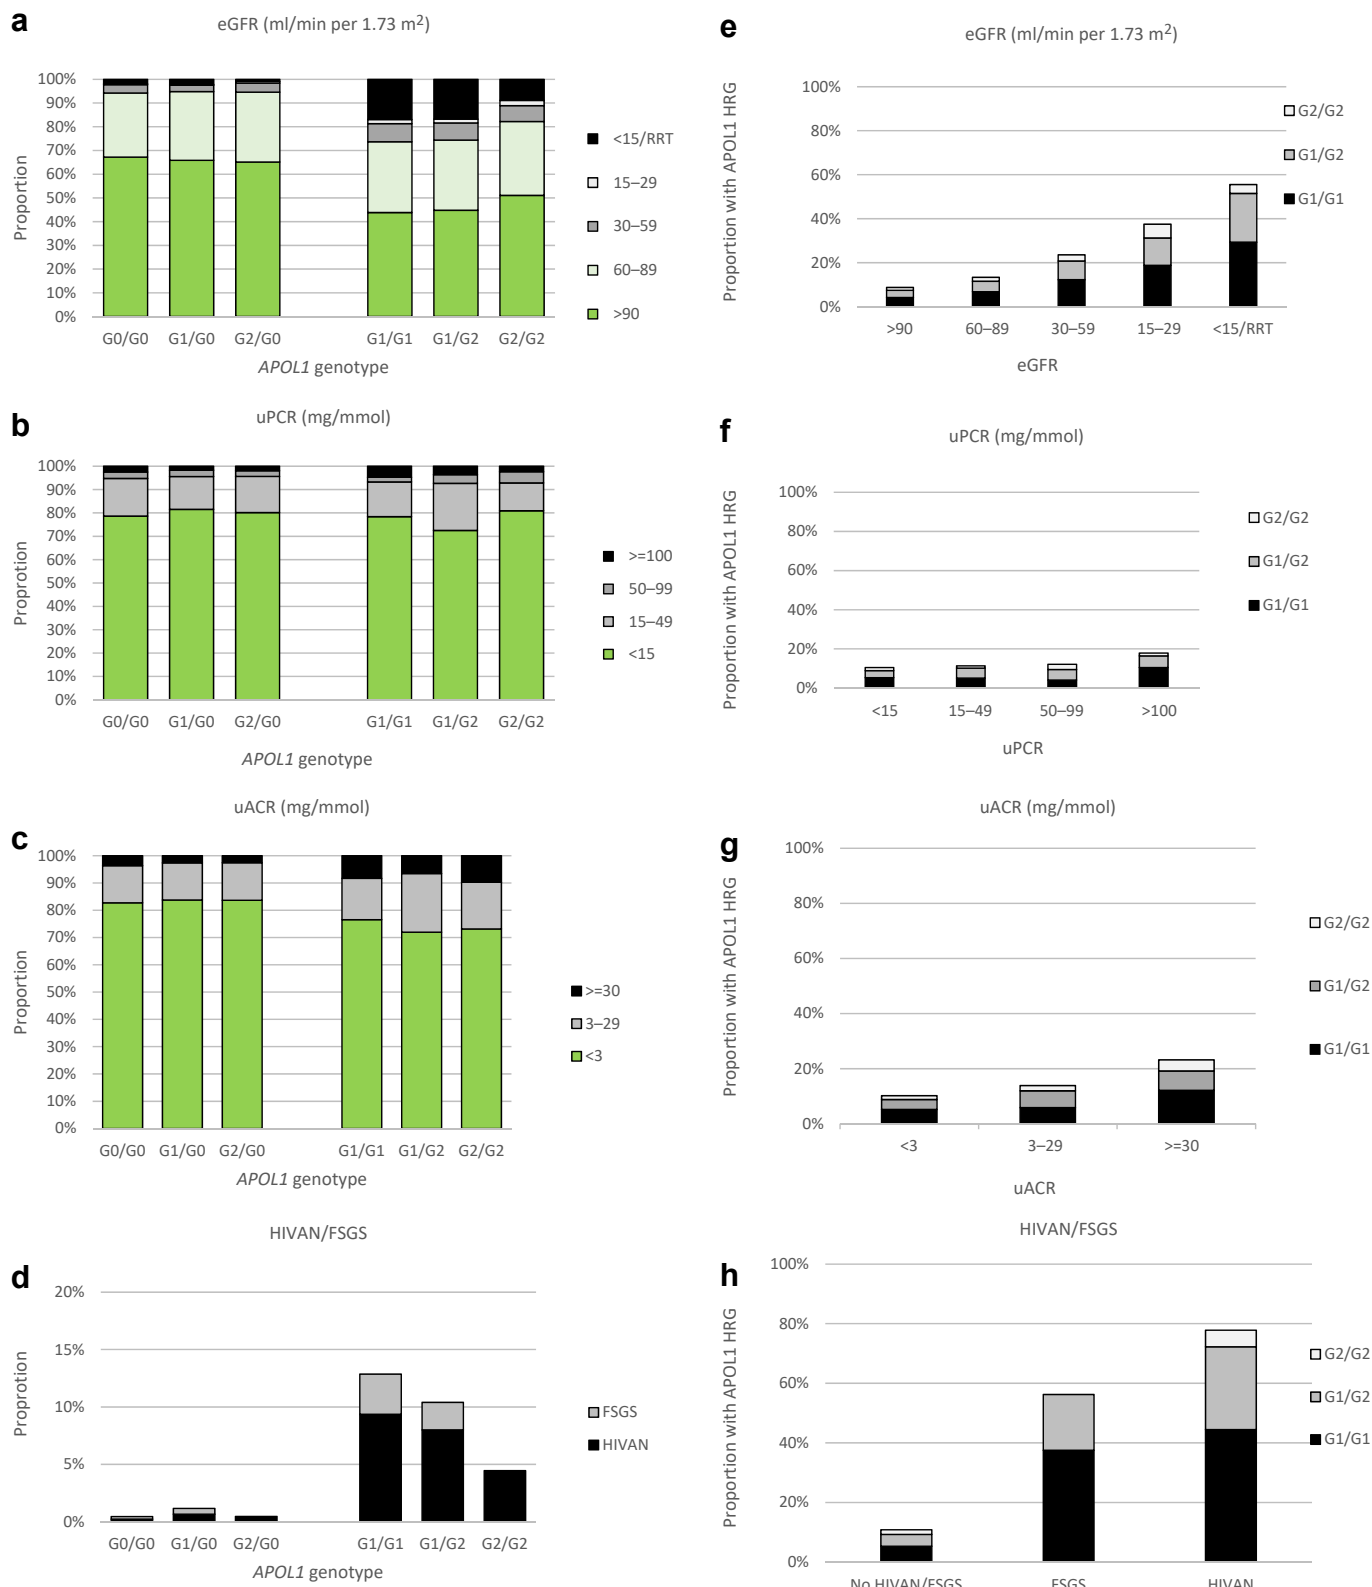 a
eGFR (ml/min per 1.73 m²)
Proportion
100%
90%
80%
70%
60%
50%
40%
30%
20%
10%
0%
G0/G0 G1/G0 G2/G0 G1/G1 G1/G2 G2/G2
APOL1 genotype
<15/RRT
15–29
30–59
60–89
>90
b
uPCR (mg/mmol)
Proprotion
100%
90%
80%
70%
60%
50%
40%
30%
20%
10%
0%
G0/G0 G1/G0 G2/G0 G1/G1 G1/G2 G2/G2
APOL1 genotype
>=100
50–99
15–49
<15
c
uACR (mg/mmol)
Proportion
100%
90%
80%
70%
60%
50%
40%
30%
20%
10%
0%
G0/G0 G1/G0 G2/G0 G1/G1 G1/G2 G2/G2
APOL1 genotype
>=30
3–29
<3
d
HIVAN/FSGS
Proportion
20%
15%
10%
5%
0%
G0/G0 G1/G0 G2/G0 G1/G1 G1/G2 G2/G2
APOL1 genotype
FSGS
HIVAN
e
eGFR (ml/min per 1.73 m²)
Proportion with APOL1 HRG
100%
80%
60%
40%
20%
0%
>90 60–89 30–59 15–29 <15/RRT
eGFR
G2/G2
G1/G2
G1/G1
f
uPCR (mg/mmol)
Proportion with APOL1 HRG
100%
80%
60%
40%
20%
0%
<15 15–49 50–99 >100
uPCR
G2/G2
G1/G2
G1/G1
g
uACR (mg/mmol)
Proportion with APOL1 HRG
100%
80%
60%
40%
20%
0%
<3 3–29 >=30
uACR
G2/G2
G1/G2
G1/G1
h
HIVAN/FSGS
Proportion with APOL1 HRG
100%
80%
60%
40%
20%
0%
No HIVAN/FSGS FSGS HIVAN
G2/G2
G1/G2
G1/G1